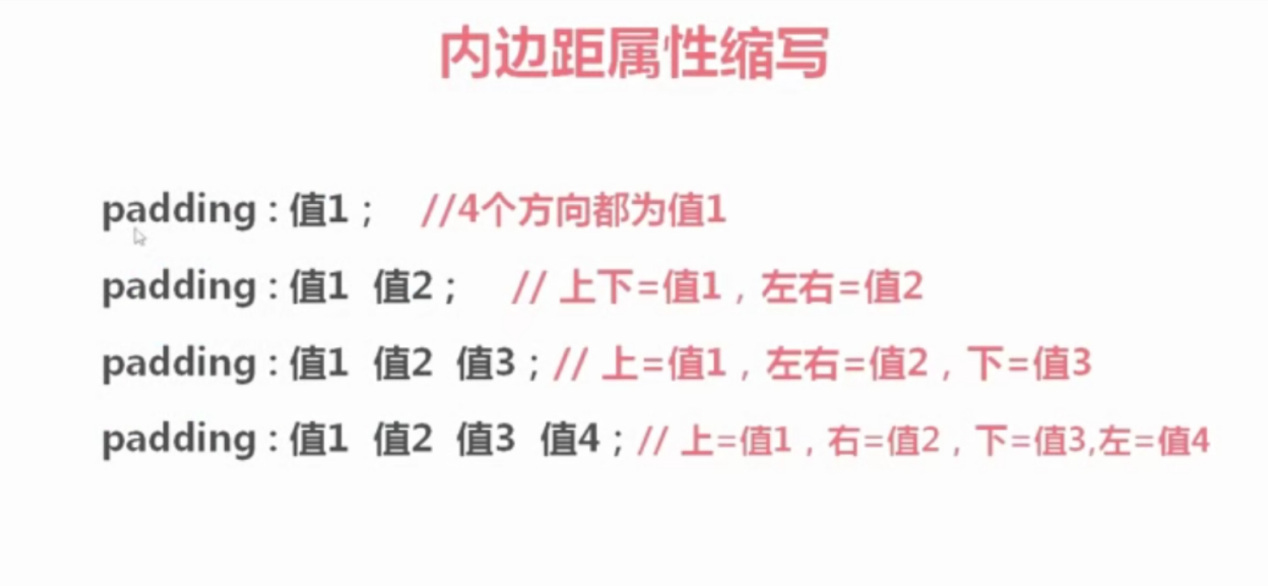 内边距属性缩写
padding : 值1 ; //4个方向都为值1
padding : 值1 值2 ; // 上下=值1 , 左右=值2
padding : 值1 值2 值3 ; // 上=值1 , 左右=值2 , 下=值3
padding : 值1 值2 值3 值4 ; // 上=值1 , 右=值2 , 下=值3,左=值4